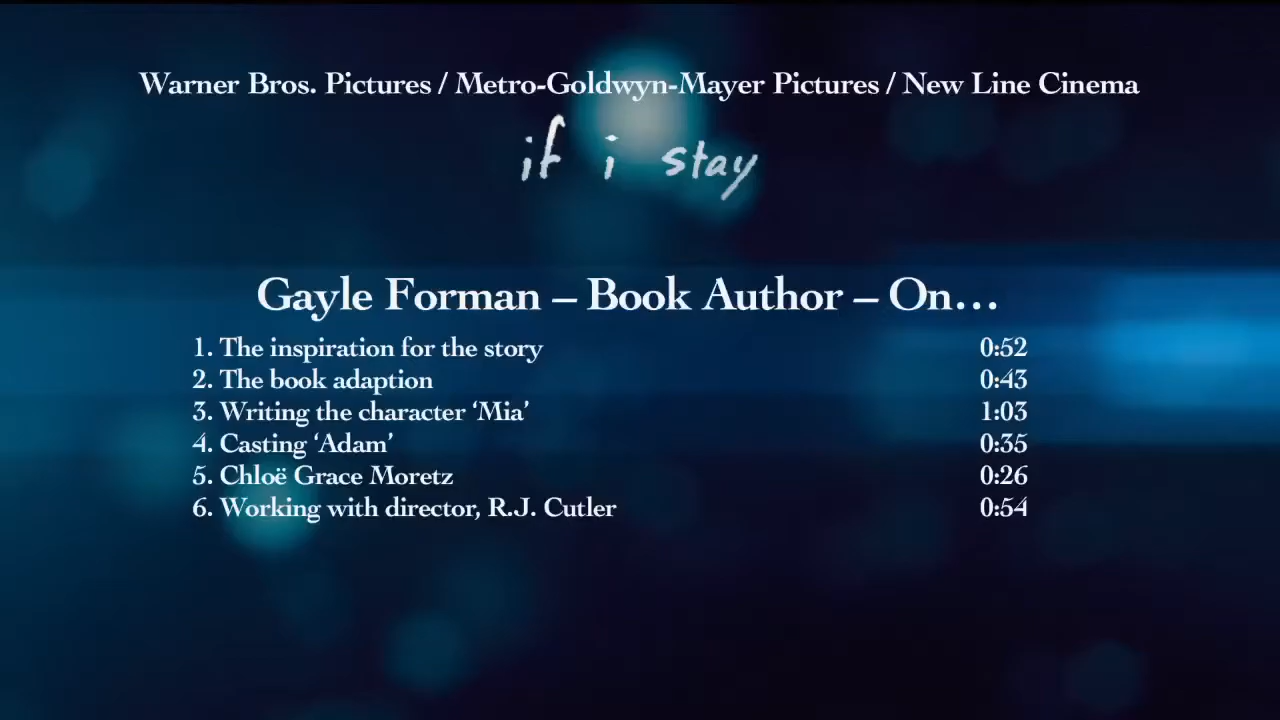 Warner Bros. Pictures / Metro-Goldwyn-Mayer Pictures / New Line Cinema
if i stay
Gayle Forman – Book Author – On…
1. The inspiration for the story 0:52
2. The book adaption 0:43
3. Writing the character ‘Mia’ 1:03
4. Casting ‘Adam’ 0:35
5. Chloë Grace Moretz 0:26
6. Working with director, R.J. Cutler 0:54